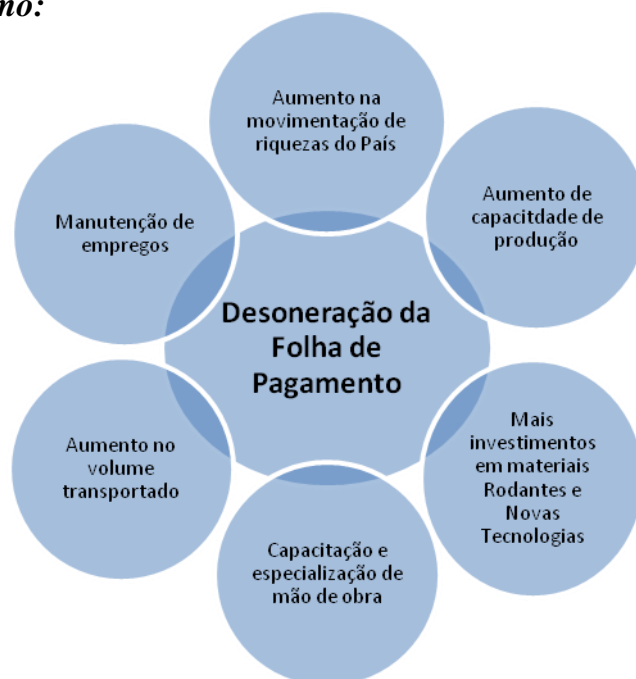 mo:
Aumento na
movimentação de
riquezas do País
Aumento de
capacitdade de
produção
Manutenção de
empregos
Desoneração da
Folha de
Pagamento
Mais
investimentos
em materiais
Rodantes e
Novas
Tecnologias
Aumento no
volume
transportado
Capacitação e
especialização de
mão de obra